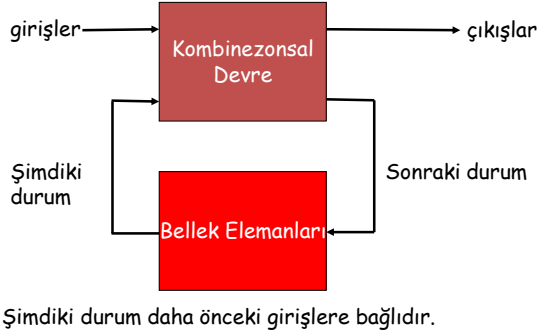 girişler
çıkışlar
Kombinezonsal
Devre
Şimdiki
durum
Sonraki durum
Bellek Elemanları
Şimdiki durum daha önceki girişlere bağlıdır.